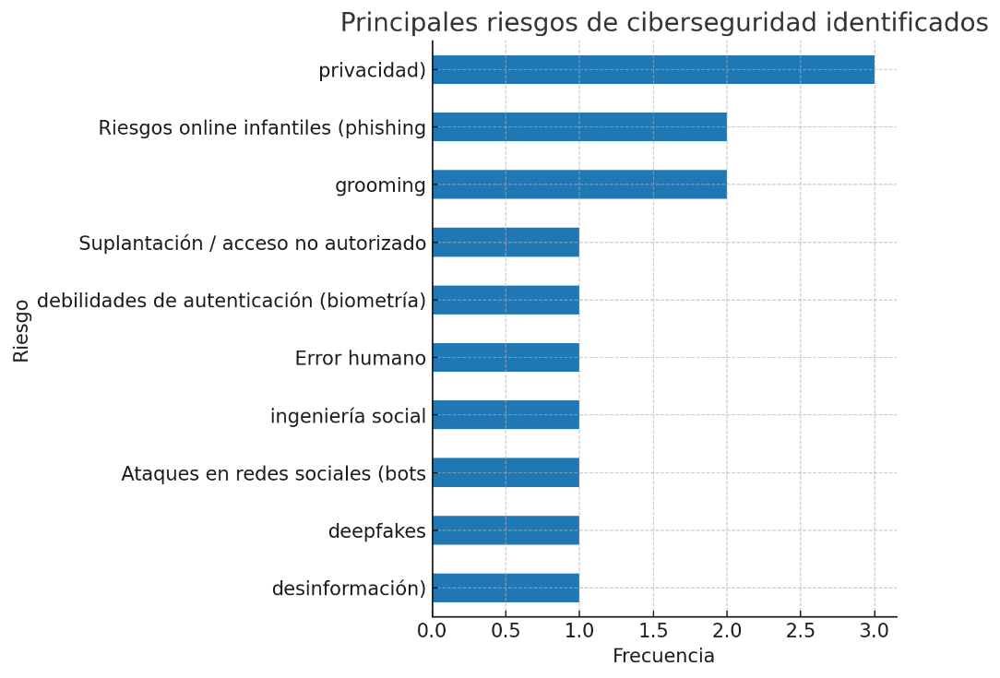 Principales riesgos de ciberseguridad identificados
privacidad)
Riesgos online infantiles (phishing
grooming
Suplantación / acceso no autorizado
debilidades de autenticación (biometría)
Error humano
ingeniería social
Ataques en redes sociales (bots
deepfakes
desinformación)
Riesgo
0.0 0.5 1.0 1.5 2.0 2.5 3.0
Frecuencia